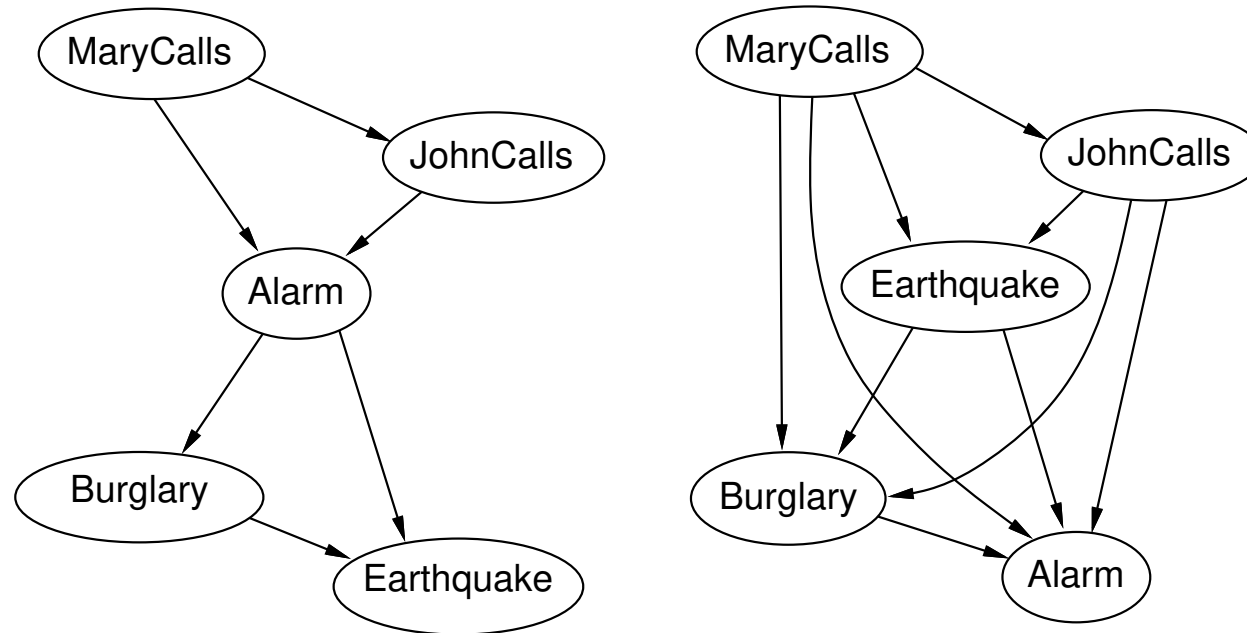 MaryCalls
JohnCalls
Alarm
Burglary
Earthquake
MaryCalls
JohnCalls
Earthquake
Burglary
Alarm